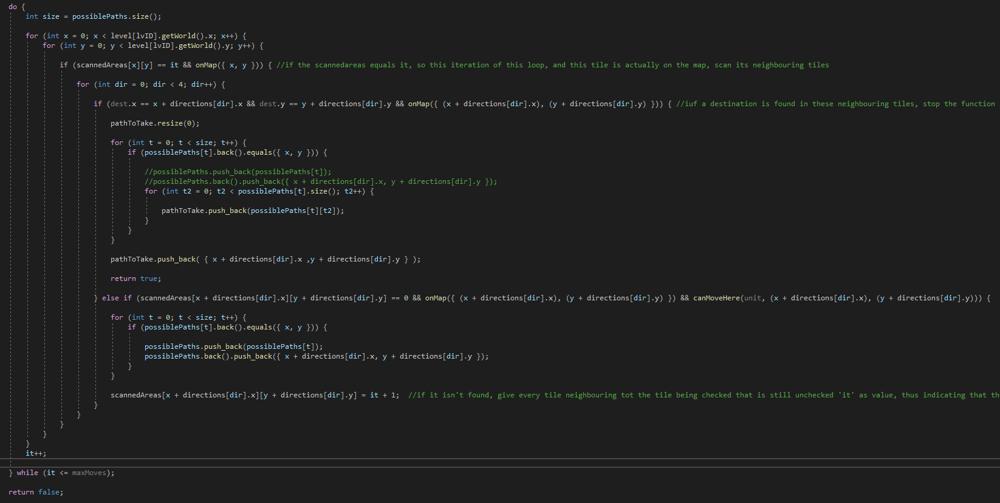 do {
int size = possiblePaths.size();
for (int x = 0; x < level[lvID].getWorld().x; x++) {
for (int y = 0; y < level[lvID].getWorld().y; y++) {
if (scannedAreas[x][y] == it && onMap({ x, y })) { //if the scannedareas equals it, so this iteration of this loop, and this tile is actually on the map, scan its neighbouring tiles
for (int dir = 0; dir < 4; dir++) {
if (dest.x == x + directions[dir].x && dest.y == y + directions[dir].y && onMap({ (x + directions[dir].x), (y + directions[dir].y) })) { //iuf a destination is found in these neighbouring tiles, stop the function
pathToTake.resize(0);
for (int t = 0; t < size; t++) {
if (possiblePaths[t].back().equals({ x, y })) {
//possiblePaths.push_back(possiblePaths[t]);
//possiblePaths.back().push_back({ x + directions[dir].x, y + directions[dir].y });
for (int t2 = 0; t2 < possiblePaths[t].size(); t2++) {
pathToTake.push_back(possiblePaths[t][t2]);
}
}
}
pathToTake.push_back( { x + directions[dir].x ,y + directions[dir].y } );
return true;
} else if (scannedAreas[x + directions[dir].x][y + directions[dir].y] == 0 && onMap({ (x + directions[dir].x), (y + directions[dir].y) }) && canMoveHere(unit, (x + directions[dir].x), (y + directions[dir].y))) {
for (int t = 0; t < size; t++) {
if (possiblePaths[t].back().equals({ x, y })) {
possiblePaths.push_back(possiblePaths[t]);
possiblePaths.back().push_back({ x + directions[dir].x, y + directions[dir].y });
}
}
scannedAreas[x + directions[dir].x][y + directions[dir].y] = it + 1; //if it isn't found, give every tile neighbouring tot the tile being checked that is still unchecked 'it' as value, thus indicating that th
}
}
}
}
}
it++;
} while (it <= maxMoves);
return false;